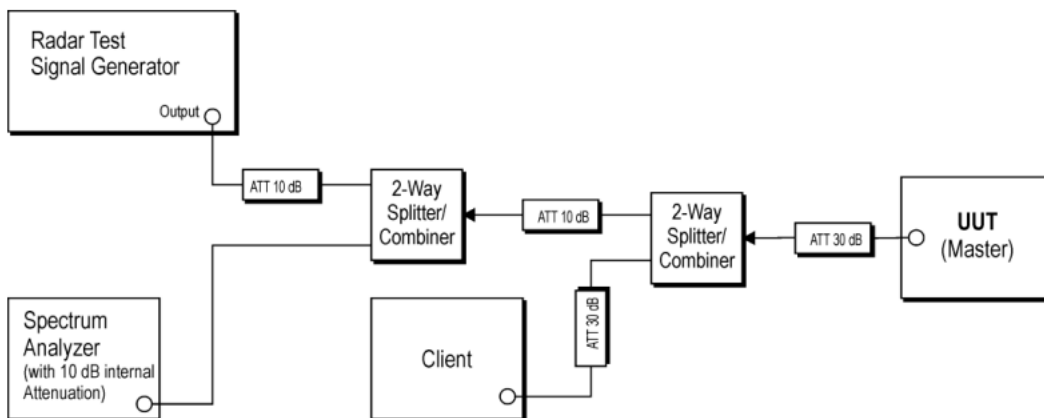 Radar Test
Signal Generator
Output
ATT 10 dB
2-Way
Splitter/
Combiner
ATT 10 dB
2-Way
Splitter/
Combiner
ATT 30 dB
UUT
(Master)
Spectrum
Analyzer
(with 10 dB internal
Attenuation)
Client
ATT 30 dB